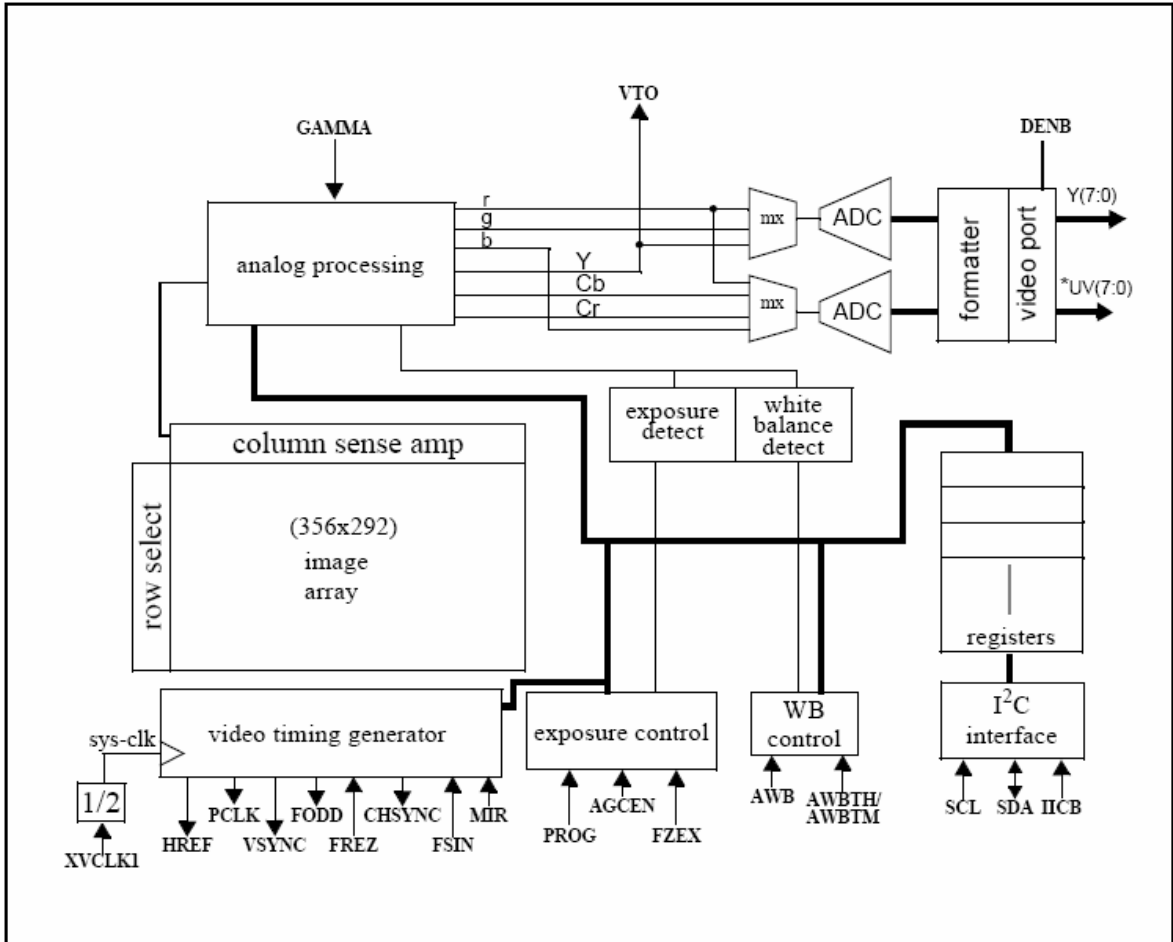 VTO
GAMMA
DENB
r
g
b
Y
Cb
Cr
analog processing
mx
ADC
mx
ADC
formatter
video port
Y(7:0)
*UV(7:0)
exposure
detect
white
balance
detect
column sense amp
row select
(356x292)
image
array
registers
I²C
interface
SCL
SDA
IICB
WB
control
AWB
AWBTH/
AWBTM
exposure control
PROG
AGCEN
FZEX
video timing generator
sys-clk
1/2
XVCLK1
HREF
PCLK
VSYNC
FODD
FREZ
CHSYNC
FSIN
MIR